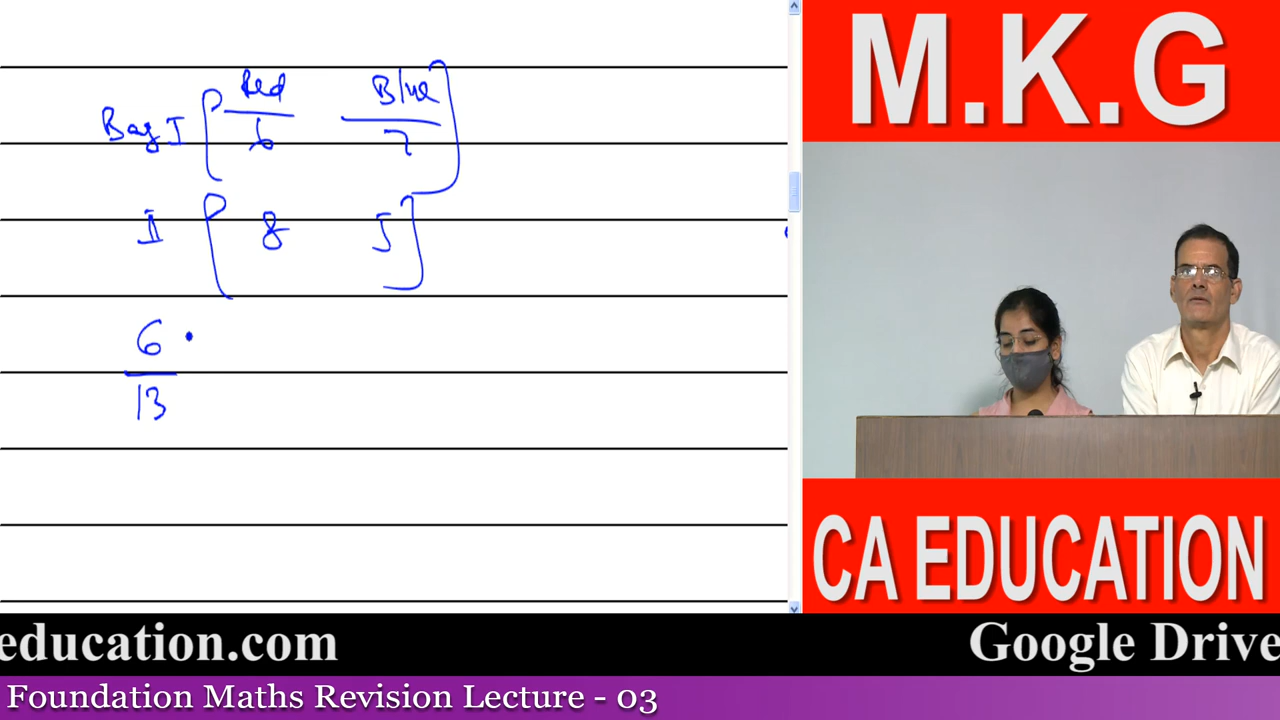 Red Blue
Bag I 6 7
II 8 5
6
13
M.K.G
CA EDUCATION
education.com Google Drive
Foundation Maths Revision Lecture - 03